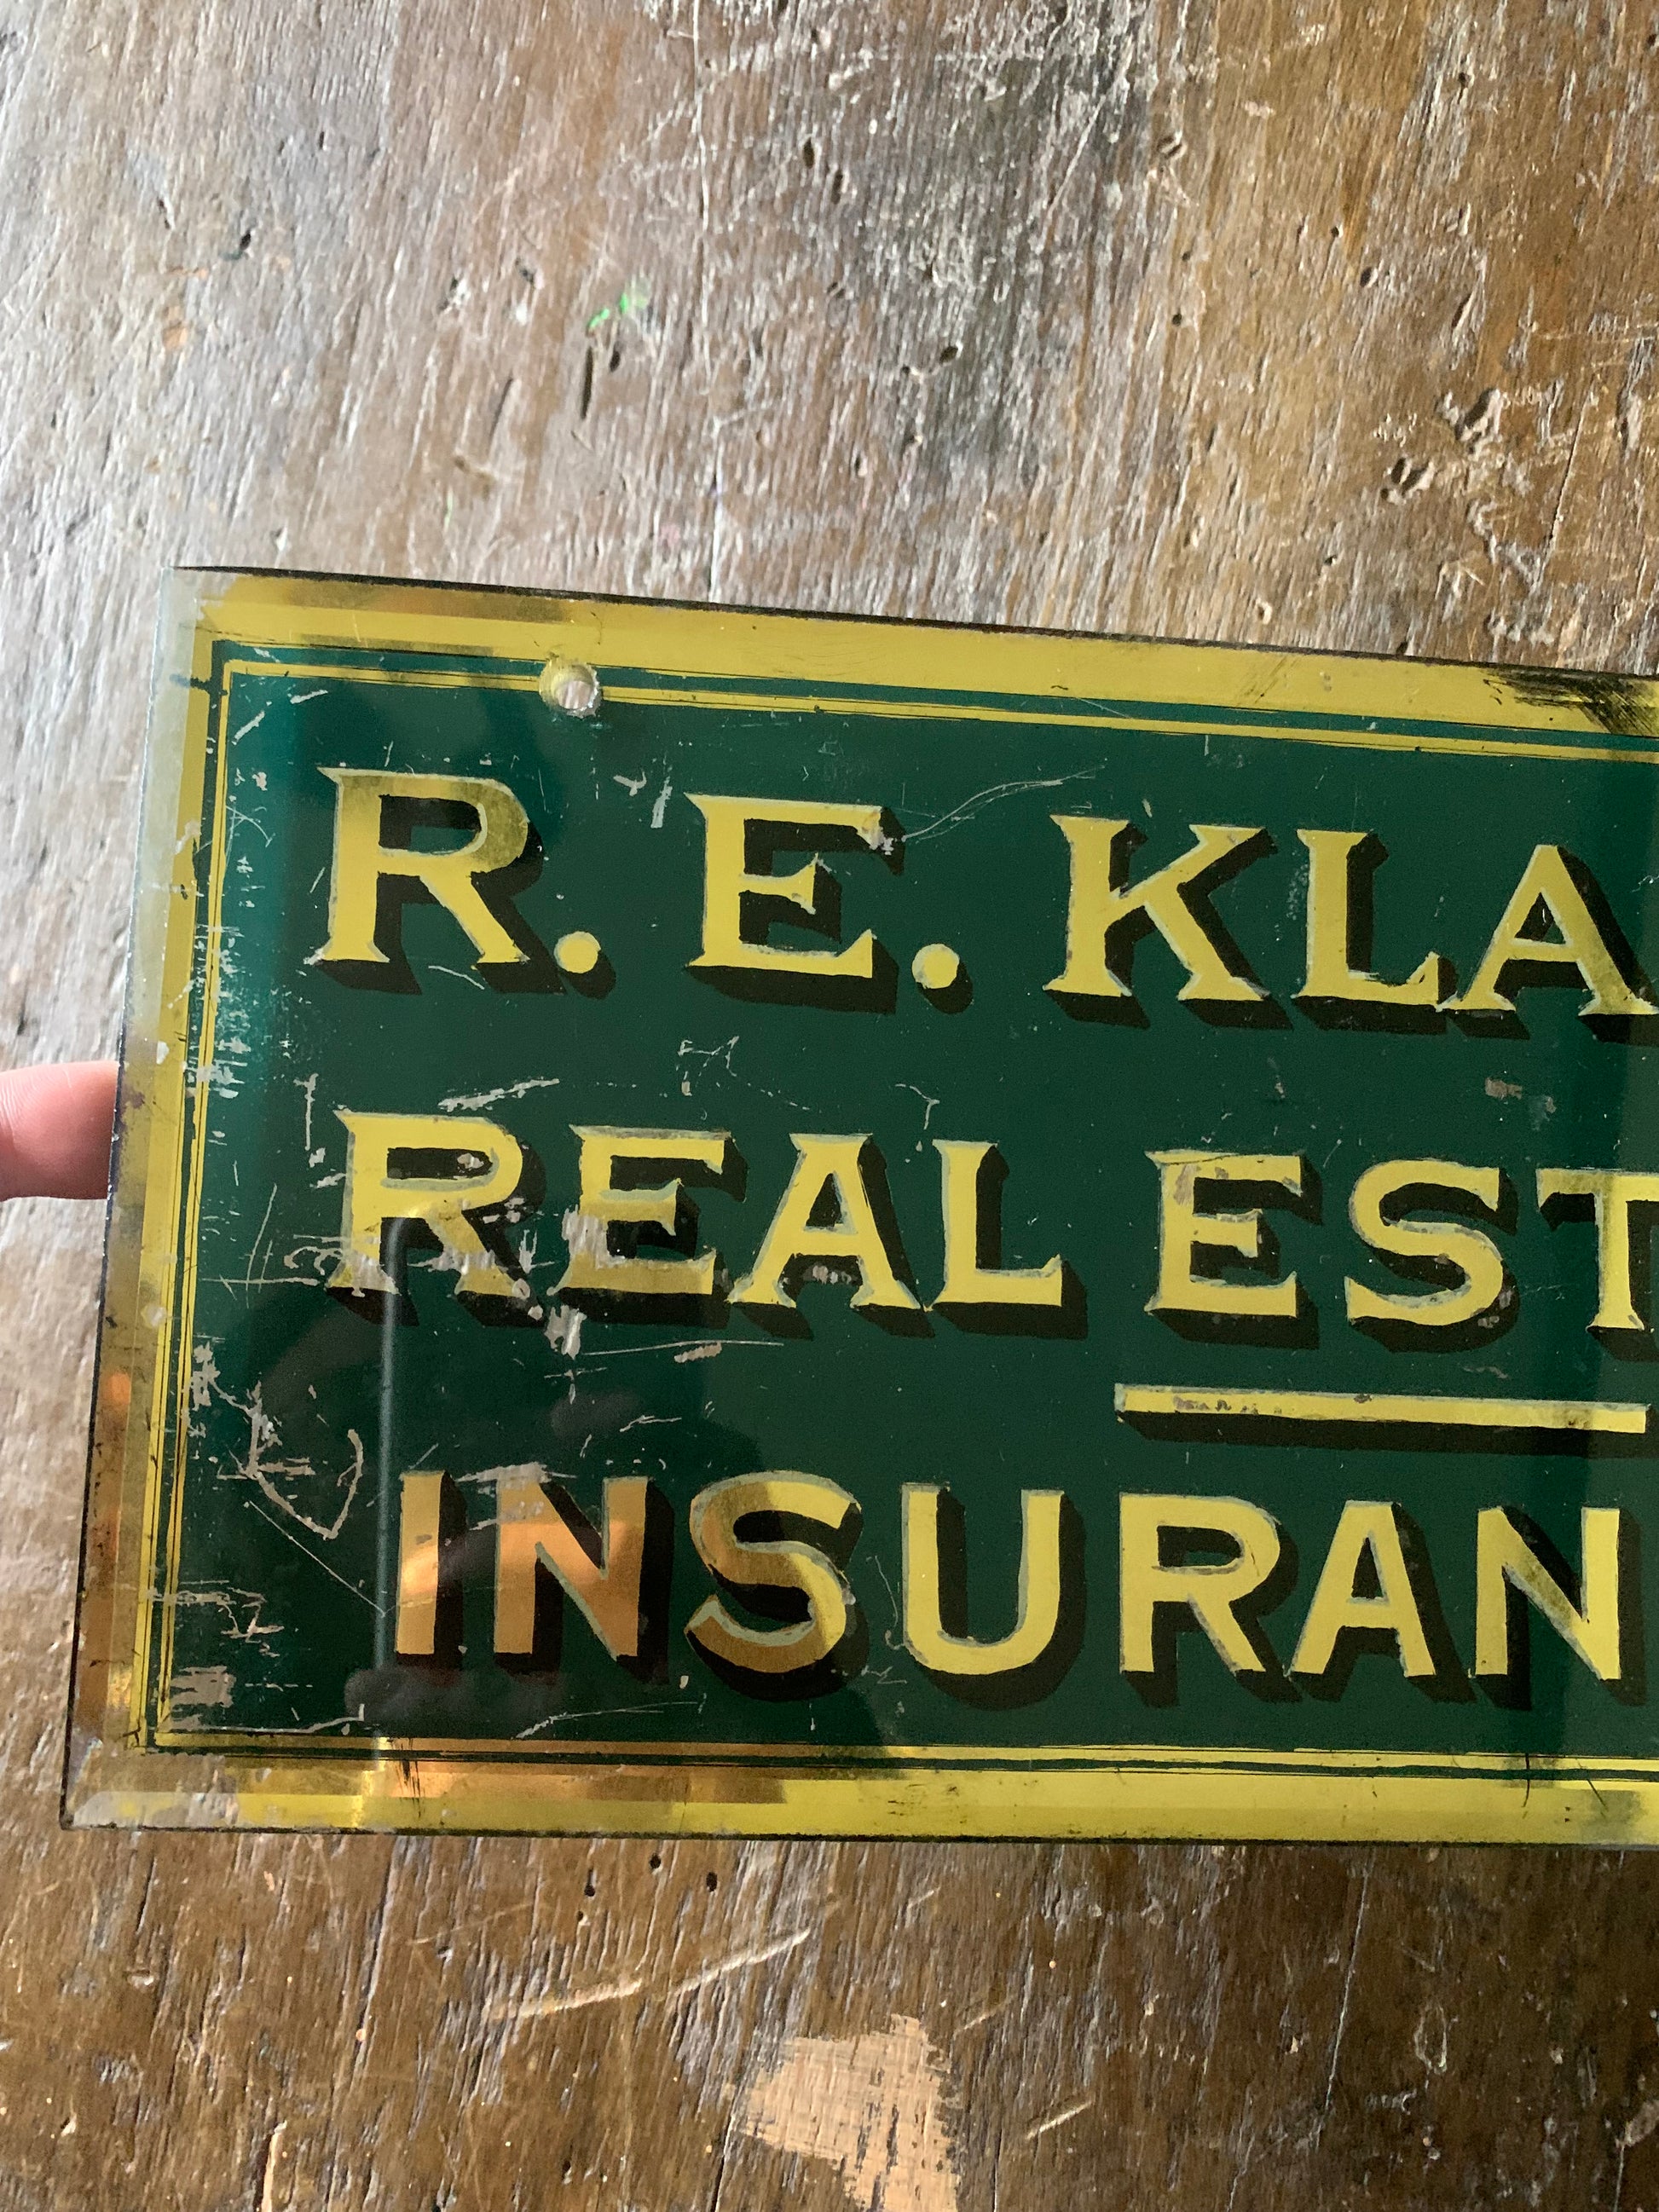 R. E. KLA
REAL EST
INSURAN